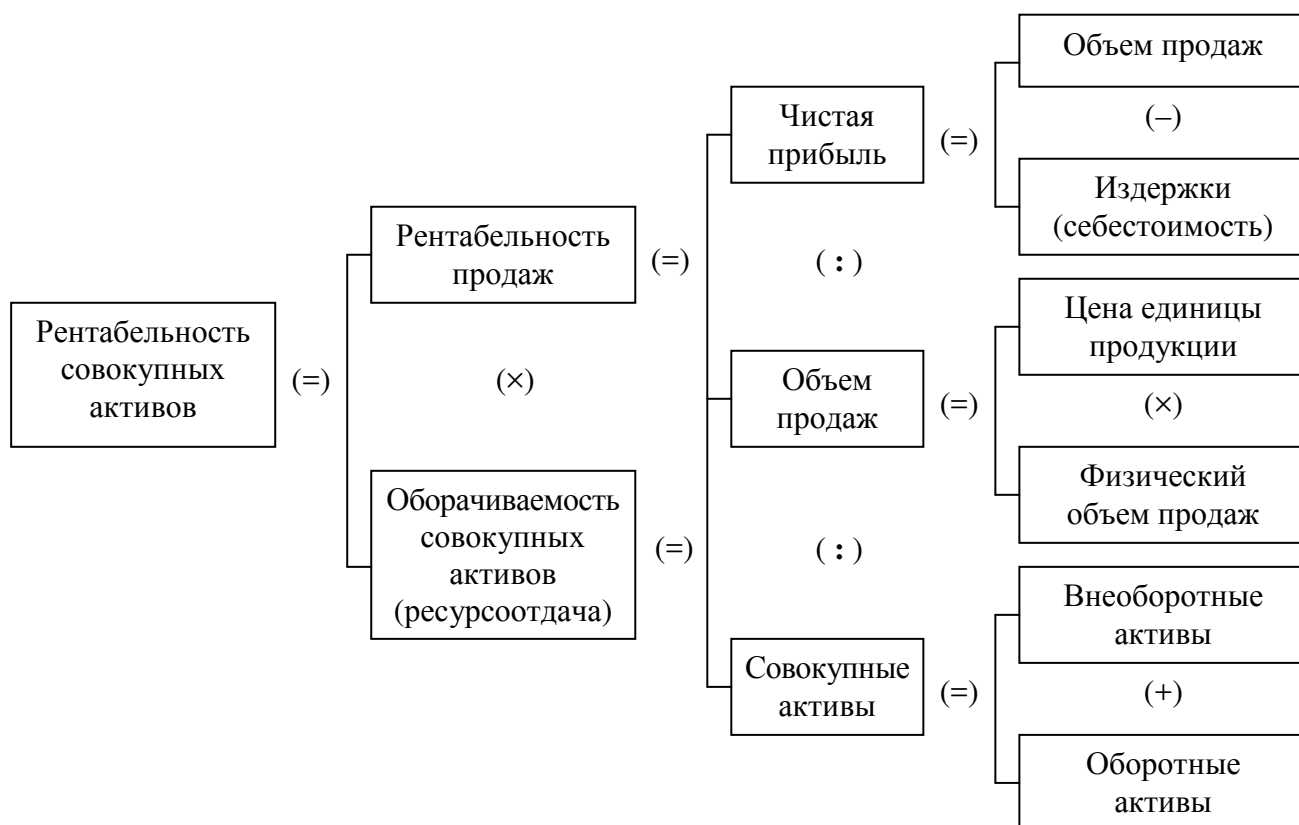 Объем продаж
(–)
Издержки
(себестоимость)
Чистая
прибыль
(=)
Рентабельность
продаж
(=)
( : )
Цена единицы
продукции
Рентабельность
совокупных
активов
(=)
(×)
Объем
продаж
(=)
(×)
Физический
объем продаж
Оборачиваемость
совокупных
активов
(ресурсоотдача)
(=)
( : )
Внеоборотные
активы
Совокупные
активы
(=)
(+)
Оборотные
активы